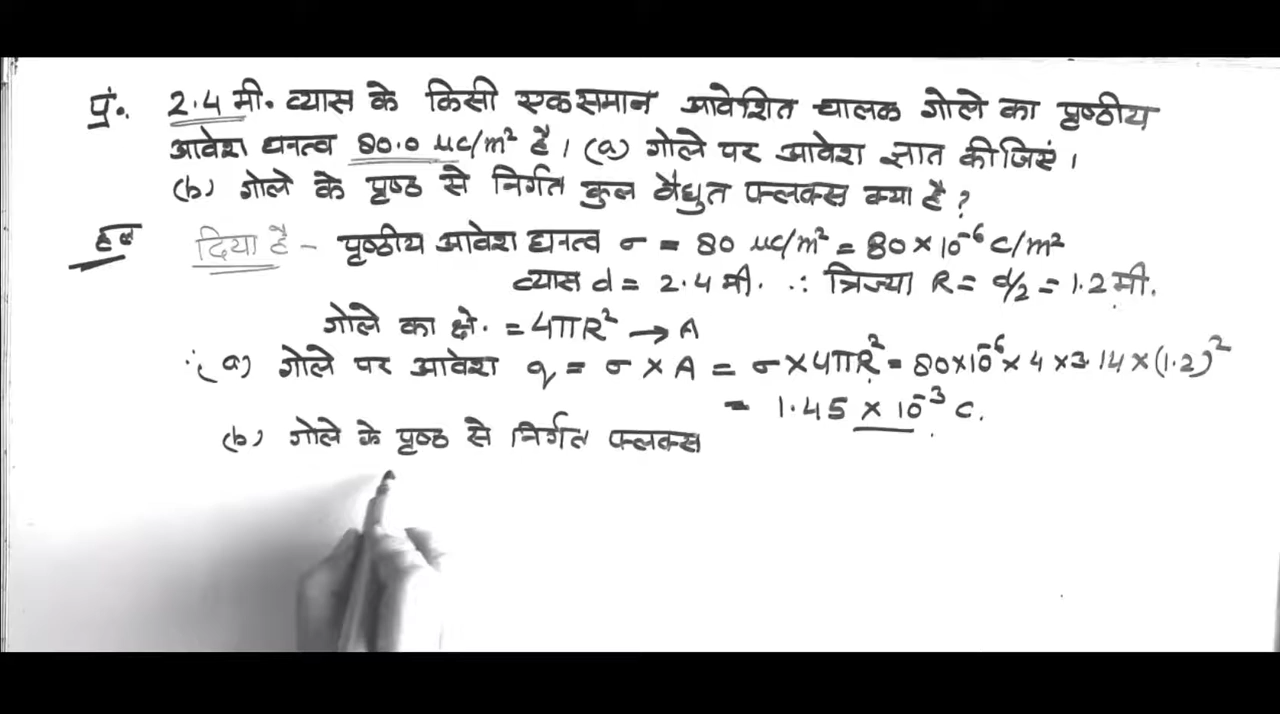 प्रं. 2.4 मी. व्यास के किसी एकसमान आवेशित चालक गोले का पृष्ठीय
आवेश घनत्व 80.0 μc/m² है। (a) गोले पर आवेश ज्ञात कीजिएं।
(b) गोले के पृष्ठ से निर्गत कुल वैधुत फ्लक्स क्या है?
हल दिया है - पृष्ठीय आवेश घनत्व σ = 80 μc/m² = 80×10⁻⁶ C/m²
व्यास d = 2.4 मी. ∴ त्रिज्या R = d/2 = 1.2 मी.
गोले का क्षे. = 4πR² → A
∴ (a) गोले पर आवेश q = σ × A = σ × 4πR² = 80×10⁻⁶ × 4 × 3.14 × (1.2)²
= 1.45 × 10⁻³ C.
(b) गोले के पृष्ठ से निर्गत फ्लक्स